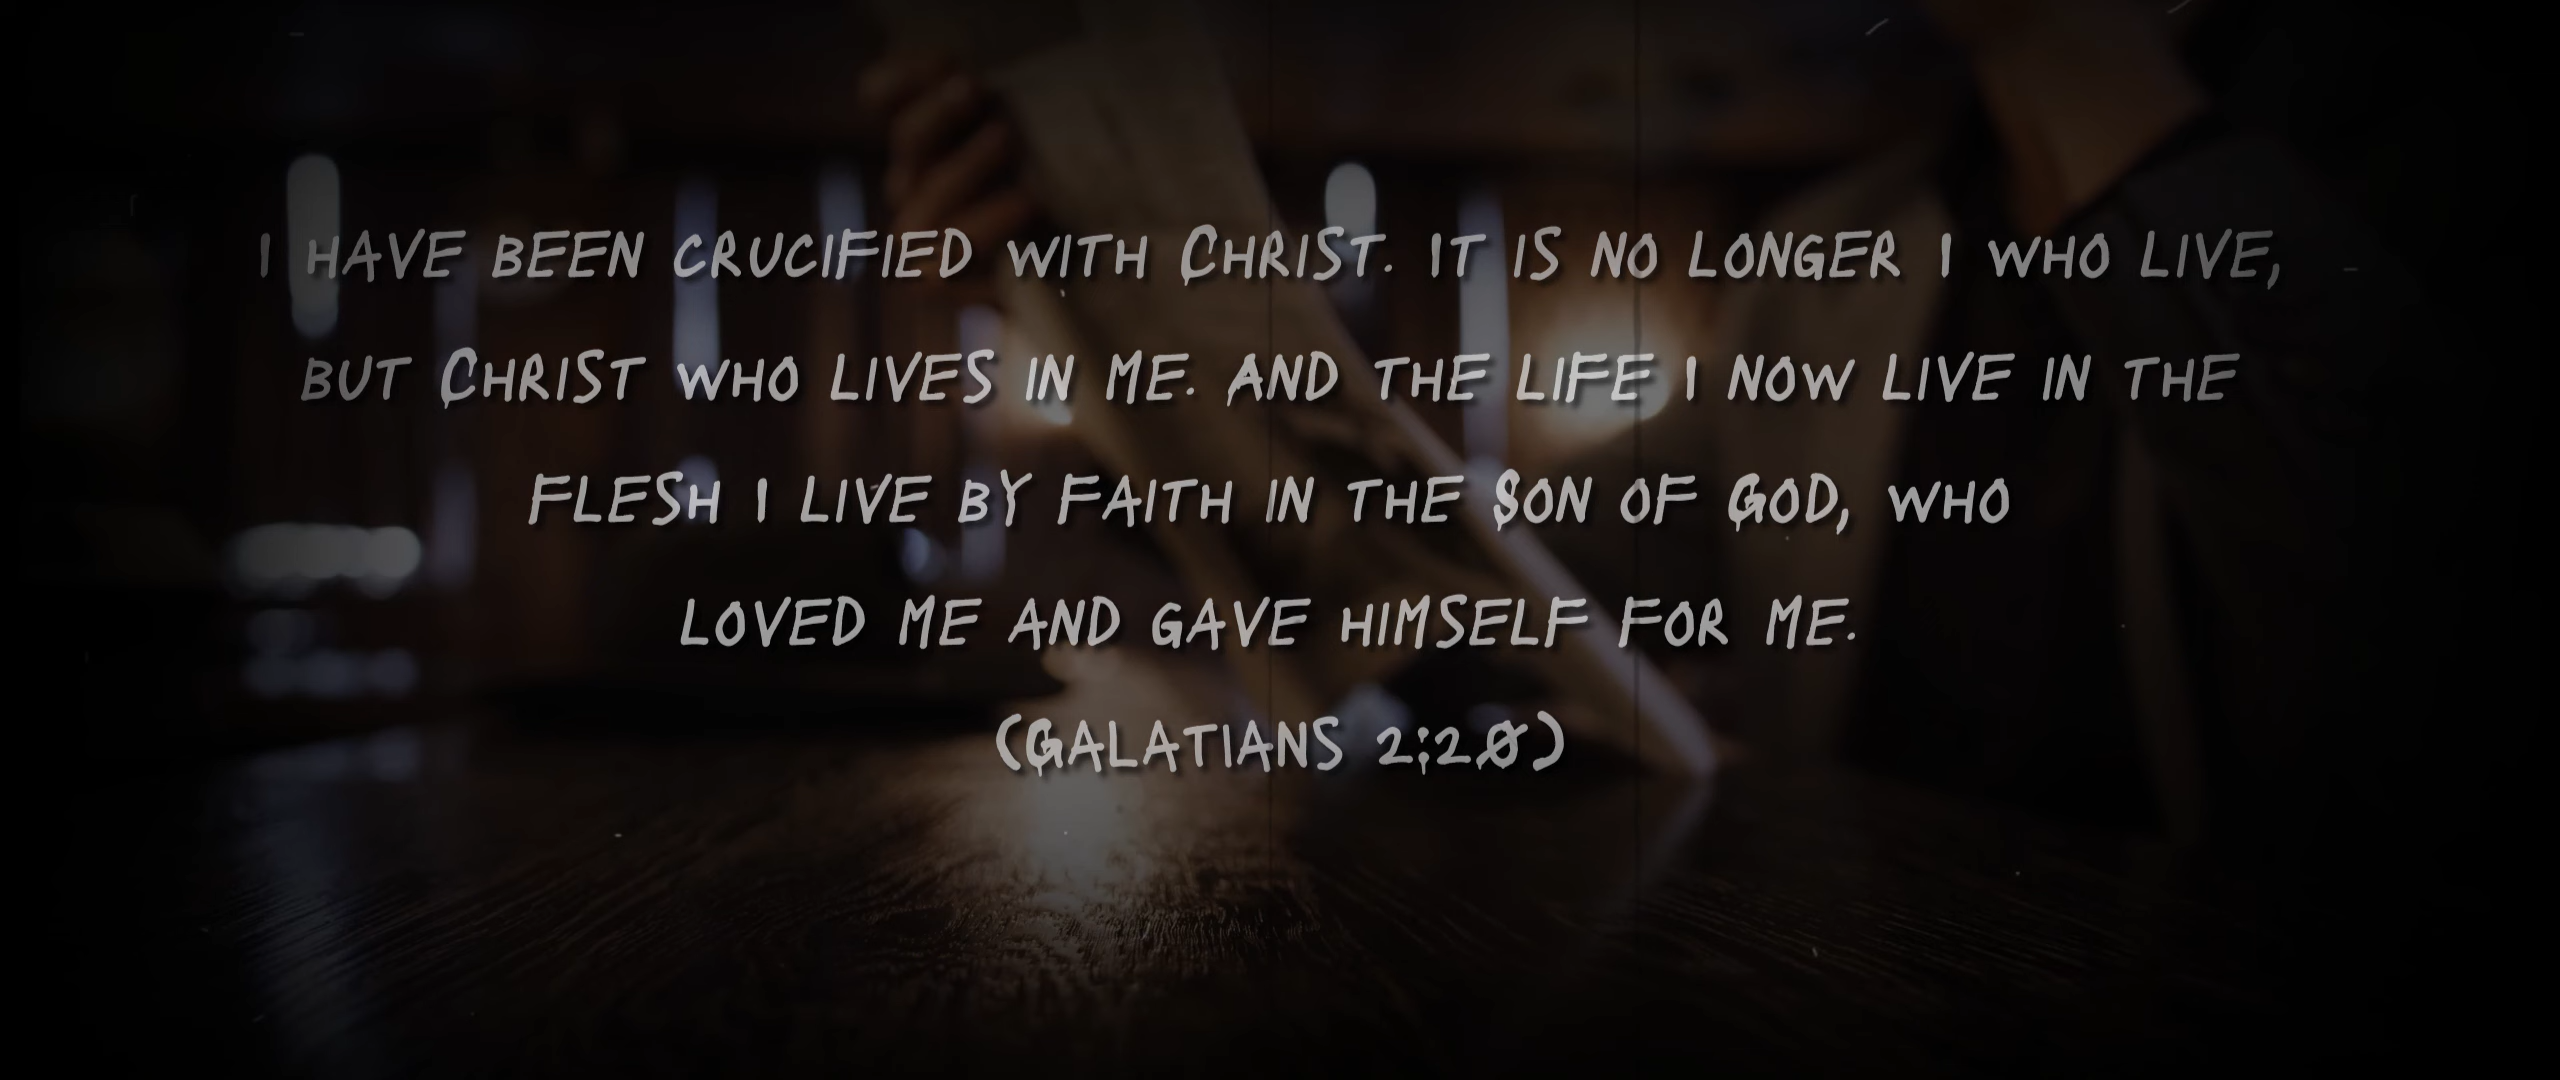 I HAVE BEEN CRUCIFIED WITH CHRIST. IT IS NO LONGER I WHO LIVE,
BUT CHRIST WHO LIVES IN ME. AND THE LIFE I NOW LIVE IN THE
FLESH I LIVE BY FAITH IN THE SON OF GOD, WHO
LOVED ME AND GAVE HIMSELF FOR ME.
(GALATIANS 2:20)